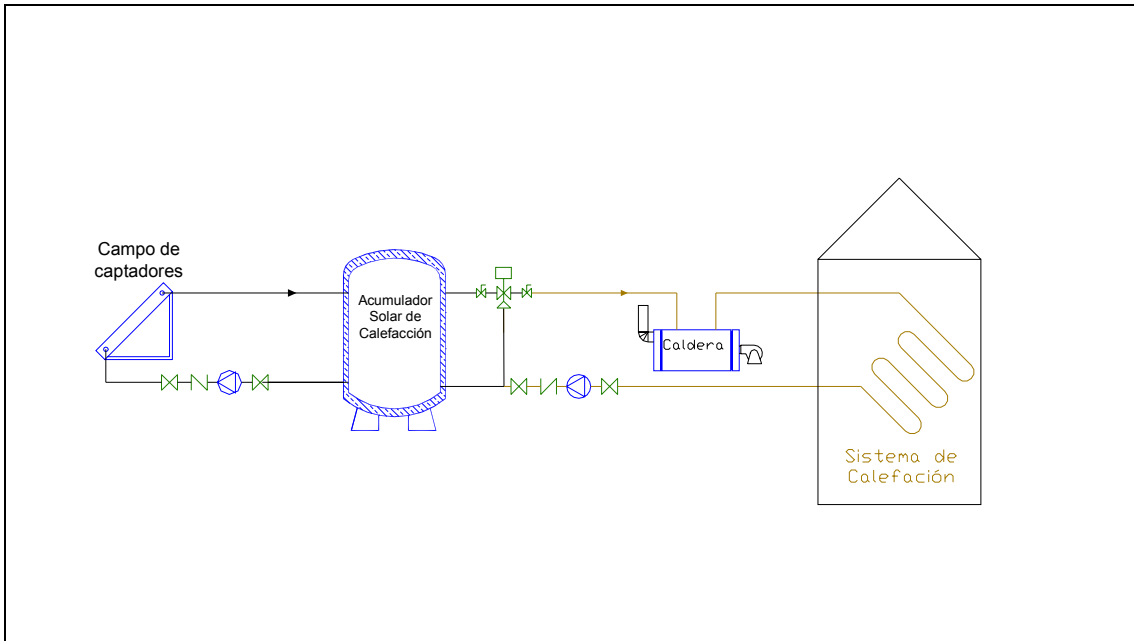 Campo de
captadores
Acumulador
Solar de
Calefacción
Caldera
Sistema de
Calefación